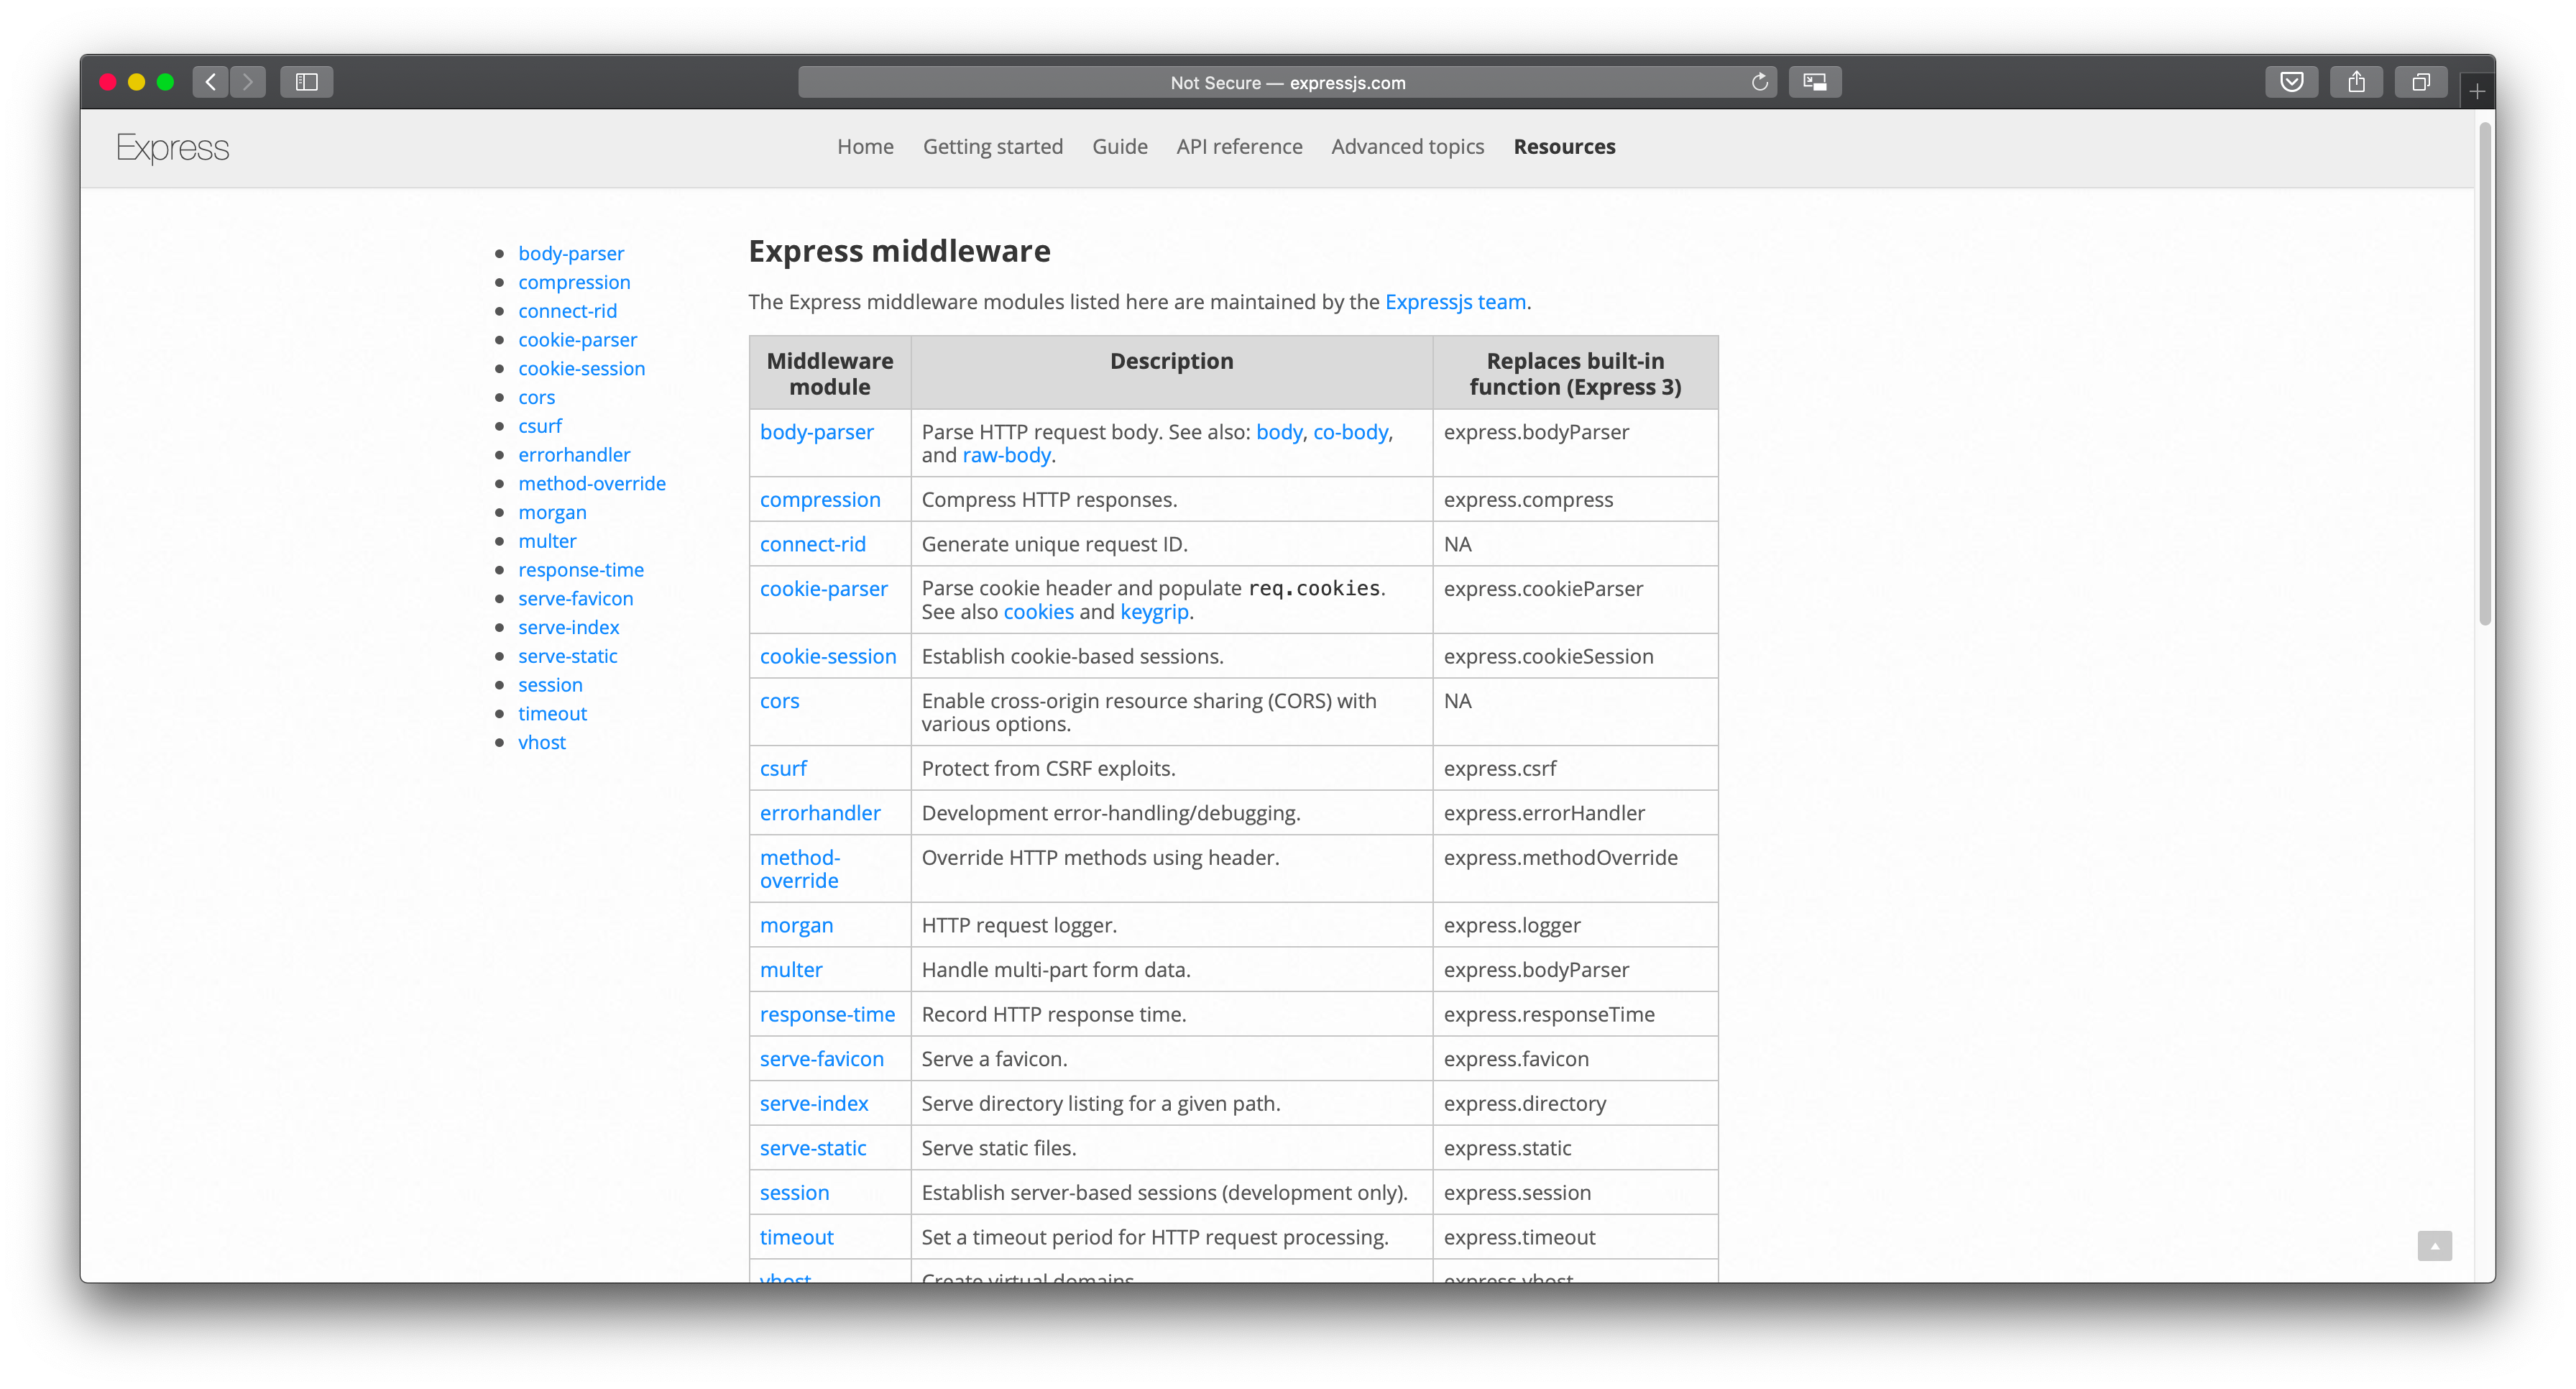 Not Secure — expressjs.com
Express
Home Getting started Guide API reference Advanced topics Resources
body-parser
compression
connect-rid
cookie-parser
cookie-session
cors
csurf
errorhandler
method-override
morgan
multer
response-time
serve-favicon
serve-index
serve-static
session
timeout
vhost
Express middleware
The Express middleware modules listed here are maintained by the Expressjs team.
Middleware module Description Replaces built-in function (Express 3)
body-parser Parse HTTP request body. See also: body, co-body, express.bodyParser
and raw-body.
compression Compress HTTP responses. express.compress
connect-rid Generate unique request ID. NA
cookie-parser Parse cookie header and populate req.cookies. express.cookieParser
See also cookies and keygrip.
cookie-session Establish cookie-based sessions. express.cookieSession
cors Enable cross-origin resource sharing (CORS) with NA
various options.
csurf Protect from CSRF exploits. express.csrf
errorhandler Development error-handling/debugging. express.errorHandler
method- Override HTTP methods using header. express.methodOverride
override
morgan HTTP request logger. express.logger
multer Handle multi-part form data. express.bodyParser
response-time Record HTTP response time. express.responseTime
serve-favicon Serve a favicon. express.favicon
serve-index Serve directory listing for a given path. express.directory
serve-static Serve static files. express.static
session Establish server-based sessions (development only). express.session
timeout Set a timeout period for HTTP request processing. express.timeout
vhost Create virtual domains. express.vhost